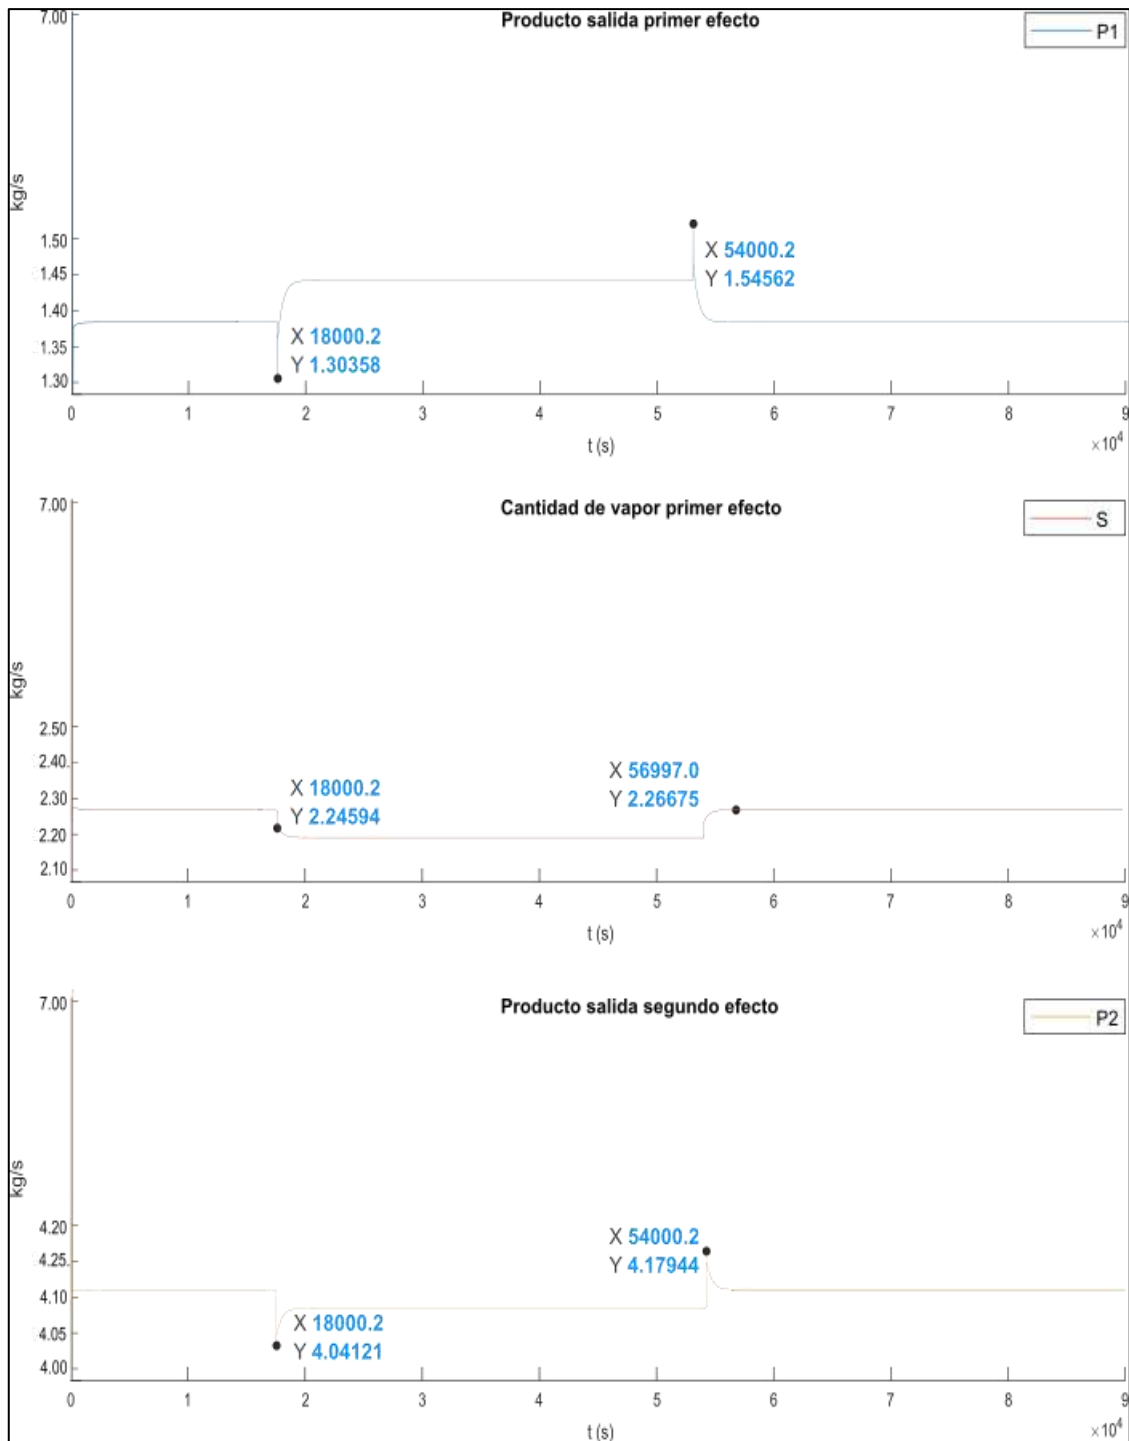 Producto salida primer efecto
P1
7.00
kg/s
1.50
1.45
1.40
1.35
1.30
X 54000.2
Y 1.54562
X 18000.2
Y 1.30358
0 1 2 3 4 5 6 7 8 9
t (s)
×10⁴
Cantidad de vapor primer efecto
S
7.00
kg/s
2.50
2.40
2.30
2.20
2.10
X 18000.2
Y 2.24594
X 56997.0
Y 2.26675
0 1 2 3 4 5 6 7 8 9
t (s)
×10⁴
Producto salida segundo efecto
P2
7.00
kg/s
4.20
4.25
4.10
4.05
4.00
X 54000.2
Y 4.17944
X 18000.2
Y 4.04121
0 1 2 3 4 5 6 7 8 9
t (s)
×10⁴